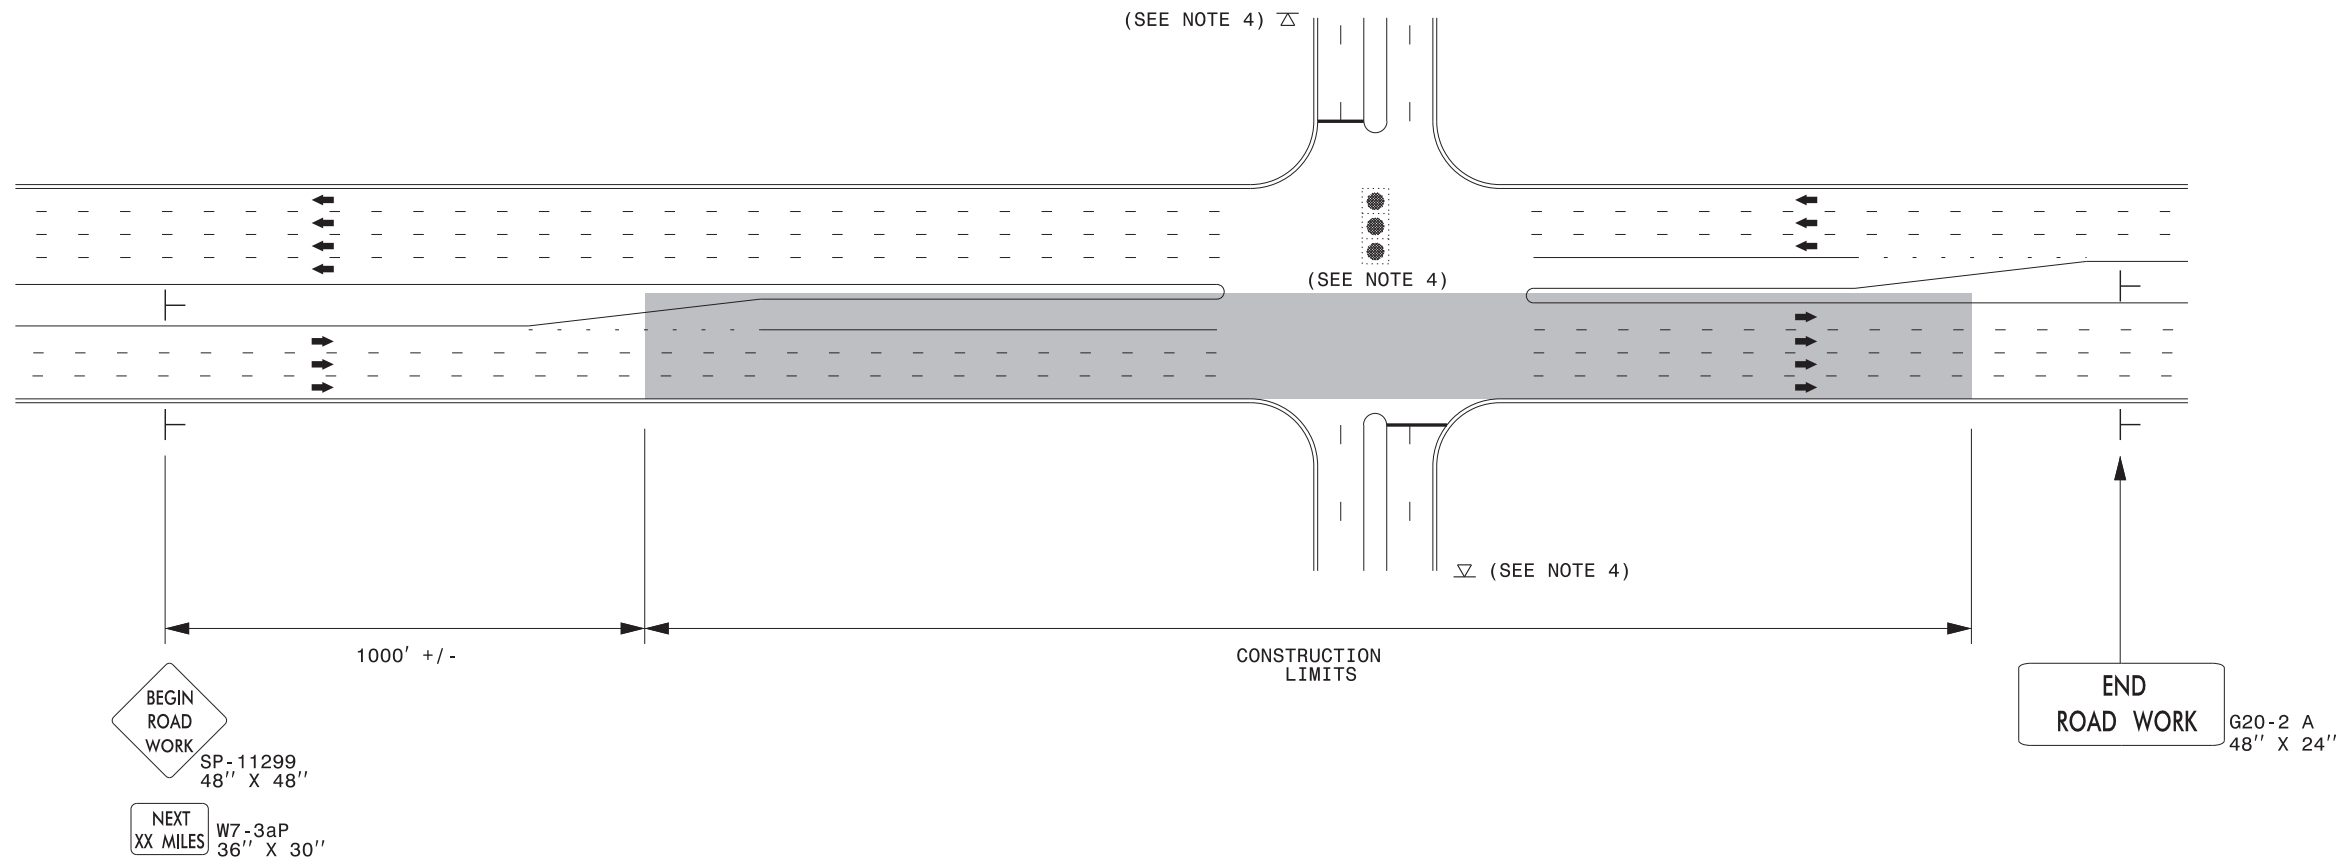 (SEE NOTE 4)
(SEE NOTE 4)
(SEE NOTE 4)
1000' +/-
CONSTRUCTION
LIMITS
BEGIN
ROAD
WORK
SP-11299
48'' X 48''
NEXT
XX MILES
W7-3aP
36'' X 30''
END
ROAD WORK
G20-2 A
48'' X 24''